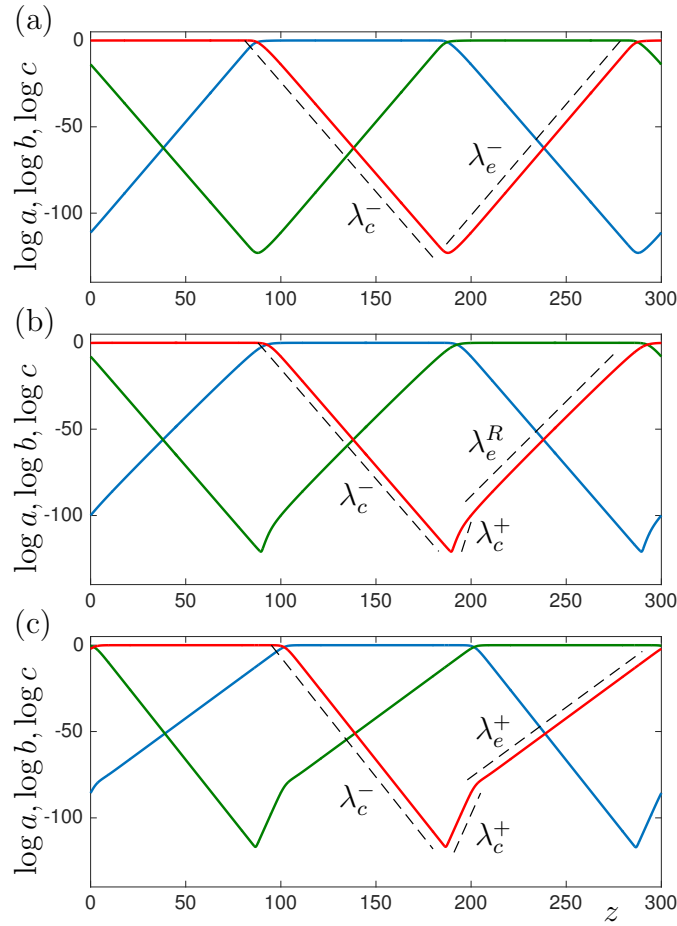 (a)
log a, log b, log c
0
-50
-100
λ_c^-
λ_e^-
0 50 100 150 200 250 300
(b)
log a, log b, log c
0
-50
-100
λ_c^-
λ_e^R
λ_c^+
0 50 100 150 200 250 300
(c)
log a, log b, log c
0
-50
-100
λ_c^-
λ_e^+
λ_c^+
0 50 100 150 200 250 300
z